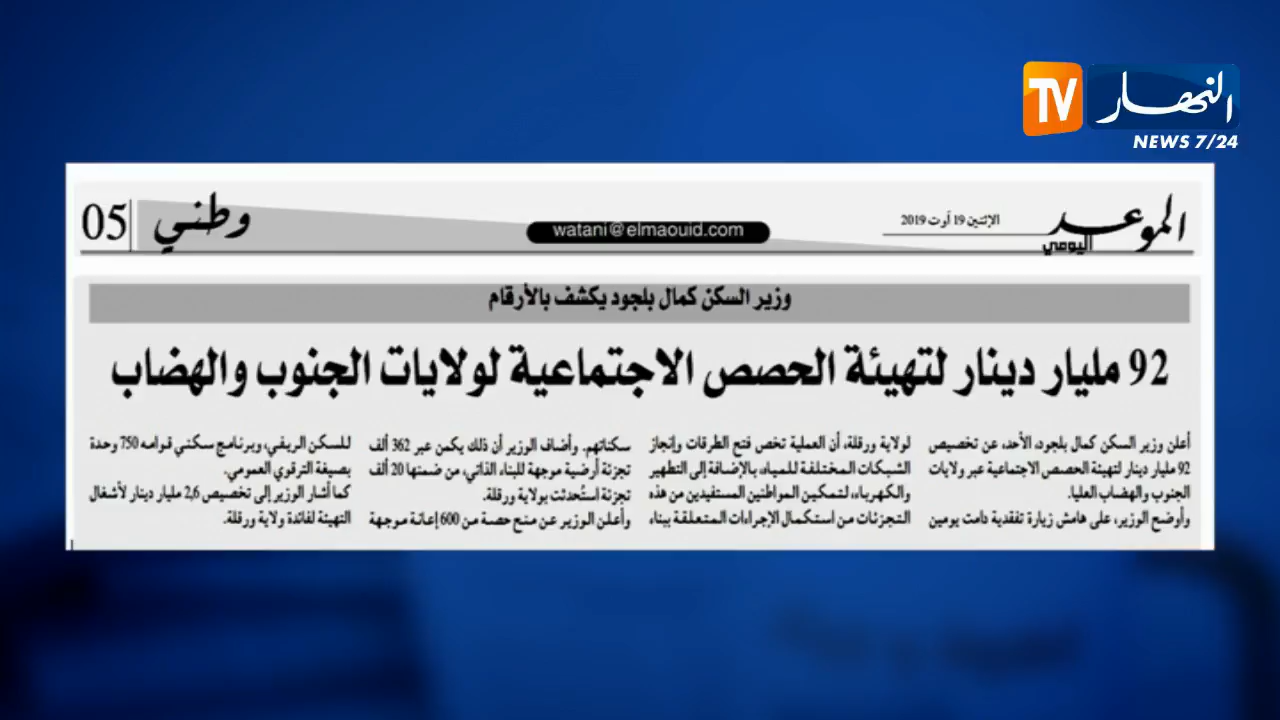 TV النهار
NEWS 7/24
الموعد
اليومي
الإثنين 19 أوت 2019
watani@elmaouid.com
وطني
05
وزير السكن كمال بلجود يكشف بالأرقام
92 مليار دينار لتهيئة الحصص الاجتماعية لولايات الجنوب والهضاب
أعلن وزير السكن كمال بلجود، الأحد، عن تخصيص
92 مليار دينار لتهيئة الحصص الاجتماعية عبر ولايات
الجنوب والهضاب العليا.
وأوضح الوزير، على هامش زيارة تفقدية دامت يومين
لولاية ورقلة، أن العملية تخص فتح الطرقات وإنجاز
الشبكات المختلفة للمياه، بالإضافة إلى التطهير
والكهرباء، لتمكين المواطنين المستفيدين من هذه
التجزئات من استكمال الإجراءات المتعلقة ببناء
سكناتهم. وأضاف الوزير أن ذلك يكمن عبر 362 ألف
تجزئة أرضية موجهة للبناء الذاتي، من ضمنها 20 ألف
تجزئة استُحدثت بولاية ورقلة.
وأعلن الوزير عن منح حصة من 600 إعانة موجهة
للسكن الريفي، وبرنامج سكني قوامه 750 وحدة
بصيغة الترقوي العمومي.
كما أشار الوزير إلى تخصيص 2,6 مليار دينار لأشغال
التهيئة لفائدة ولاية ورقلة.